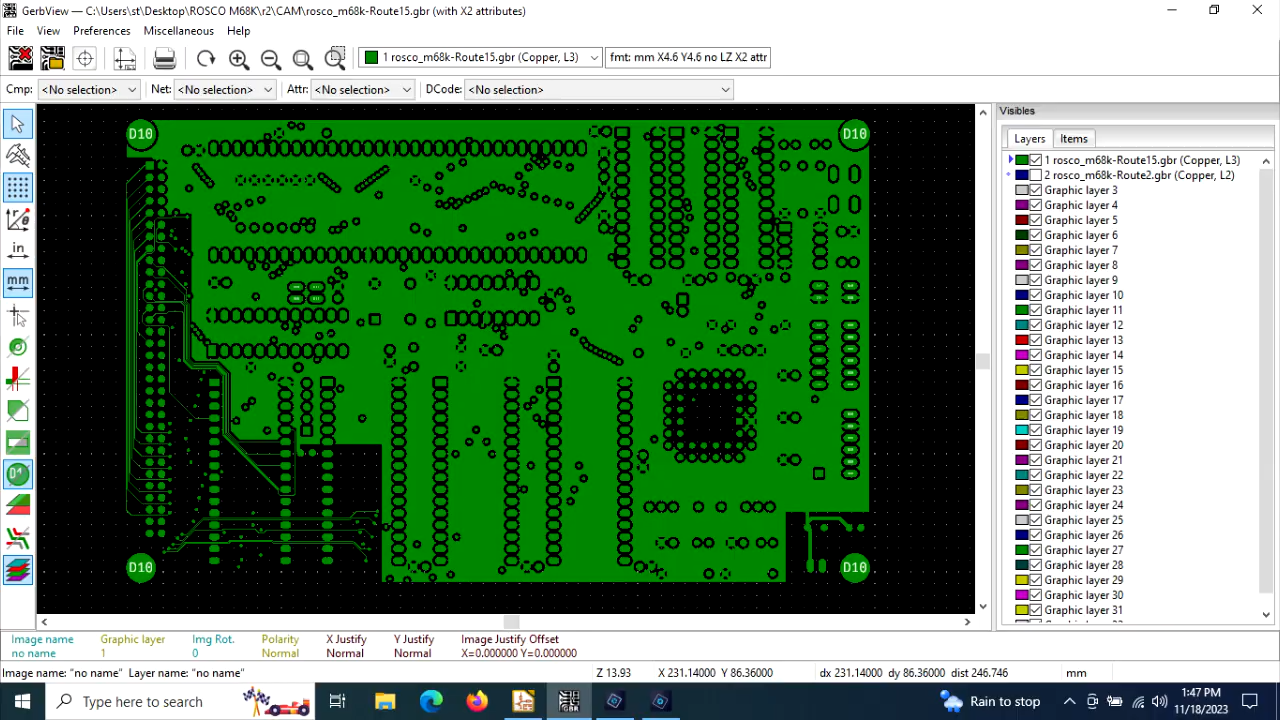 GerbView — C:\Users\st\Desktop\ROSCO M68K\r2\CAM\rosco_m68k-Route15.gbr (with X2 attributes)
File View Preferences Miscellaneous Help
1 rosco_m68k-Route15.gbr (Copper, L3) fmt: mm X4.6 Y4.6 no LZ X2 attr
Cmp: <No selection> Net: <No selection> Attr: <No selection> DCode: <No selection>
Visibles
Layers Items
1 rosco_m68k-Route15.gbr (Copper, L3)
2 rosco_m68k-Route2.gbr (Copper, L2)
Graphic layer 3
Graphic layer 4
Graphic layer 5
Graphic layer 6
Graphic layer 7
Graphic layer 8
Graphic layer 9
Graphic layer 10
Graphic layer 11
Graphic layer 12
Graphic layer 13
Graphic layer 14
Graphic layer 15
Graphic layer 16
Graphic layer 17
Graphic layer 18
Graphic layer 19
Graphic layer 20
Graphic layer 21
Graphic layer 22
Graphic layer 23
Graphic layer 24
Graphic layer 25
Graphic layer 26
Graphic layer 27
Graphic layer 28
Graphic layer 29
Graphic layer 30
Graphic layer 31
in
mm
D10 D10
D10 D10
Image name Graphic layer Img Rot. Polarity X Justify Y Justify Image Justify Offset
no name 1 0 Normal Normal Normal X=0.000000 Y=0.000000
Image name: "no name" Layer name: "no name" Z 13.93 X 231.14000 Y 86.36000 dx 231.14000 dy 86.36000 dist 246.746 mm
Type here to search
GBR
Rain to stop
1:47 PM
11/18/2023